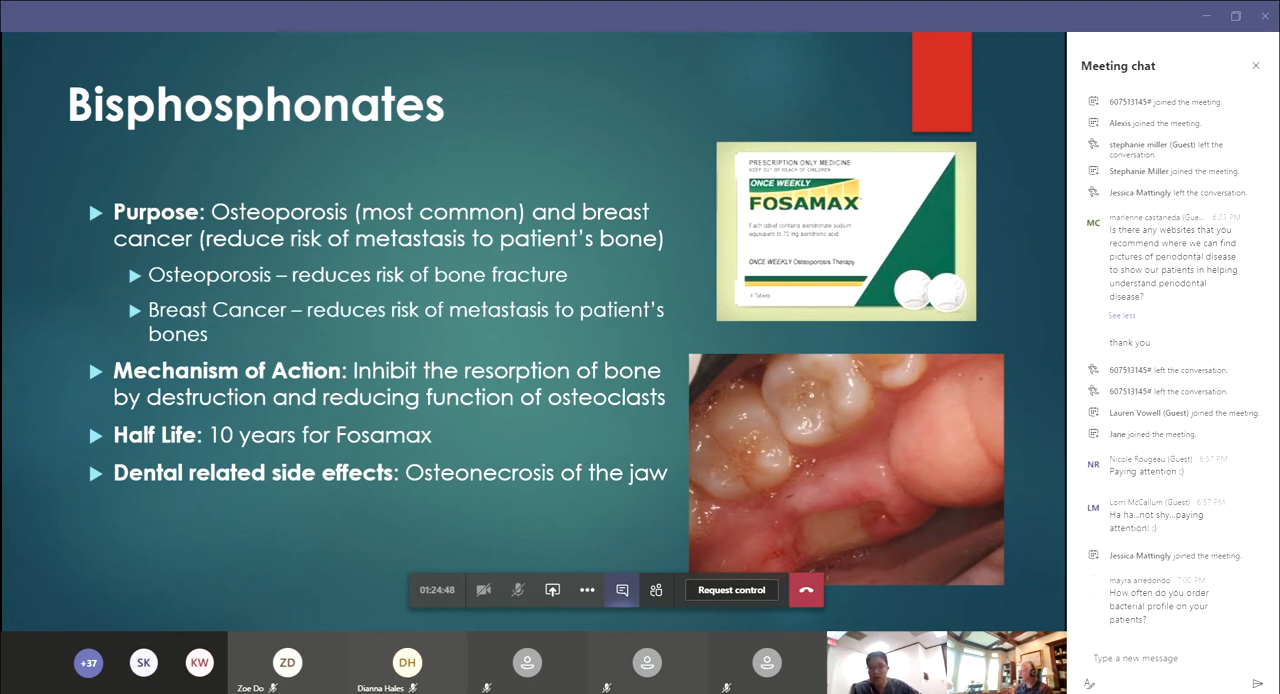 Bisphosphonates
Purpose: Osteoporosis (most common) and breast
cancer (reduce risk of metastasis to patient's bone)
Osteoporosis – reduces risk of bone fracture
Breast Cancer – reduces risk of metastasis to patient's
bones
Mechanism of Action: Inhibit the resorption of bone
by destruction and reducing function of osteoclasts
Half Life: 10 years for Fosamax
Dental related side effects: Osteonecrosis of the jaw
PRESCRIPTION ONLY MEDICINE
KEEP OUT OF REACH OF CHILDREN
ONCE WEEKLY
FOSAMAX
Each tablet contains alendronate sodium
equivalent to 70 mg alendronic acid
ONCE WEEKLY Osteoporosis Therapy
4 Tablets
01:24:48
Request control
+37
SK
KW
ZD
Zoe Do
DH
Dianna Hales
Meeting chat
607513145# joined the meeting.
Alexis joined the meeting.
stephanie miller (Guest) left the
conversation.
Stephanie Miller joined the meeting.
Jessica Mattingly left the conversation.
MC
marienne castaneda (Gue... 6:23 PM
Is there any websites that you
recommend where we can find
pictures of periodontal disease
to show our patients in helping
understand periodontal
disease?
See less
thank you
607513145# left the conversation.
607513145# left the conversation.
Lauren Vowell (Guest) joined the meeting.
Jane joined the meeting.
NR
Nicole Rougeau (Guest) 6:57 PM
Paying attention :)
LM
Lorri McCallum (Guest) 6:57 PM
Ha ha...not shy...paying
attention! :)
Jessica Mattingly joined the meeting.
mayra arredondo 7:00 PM
How often do you order
bacterial profile on your
patients?
Type a new message